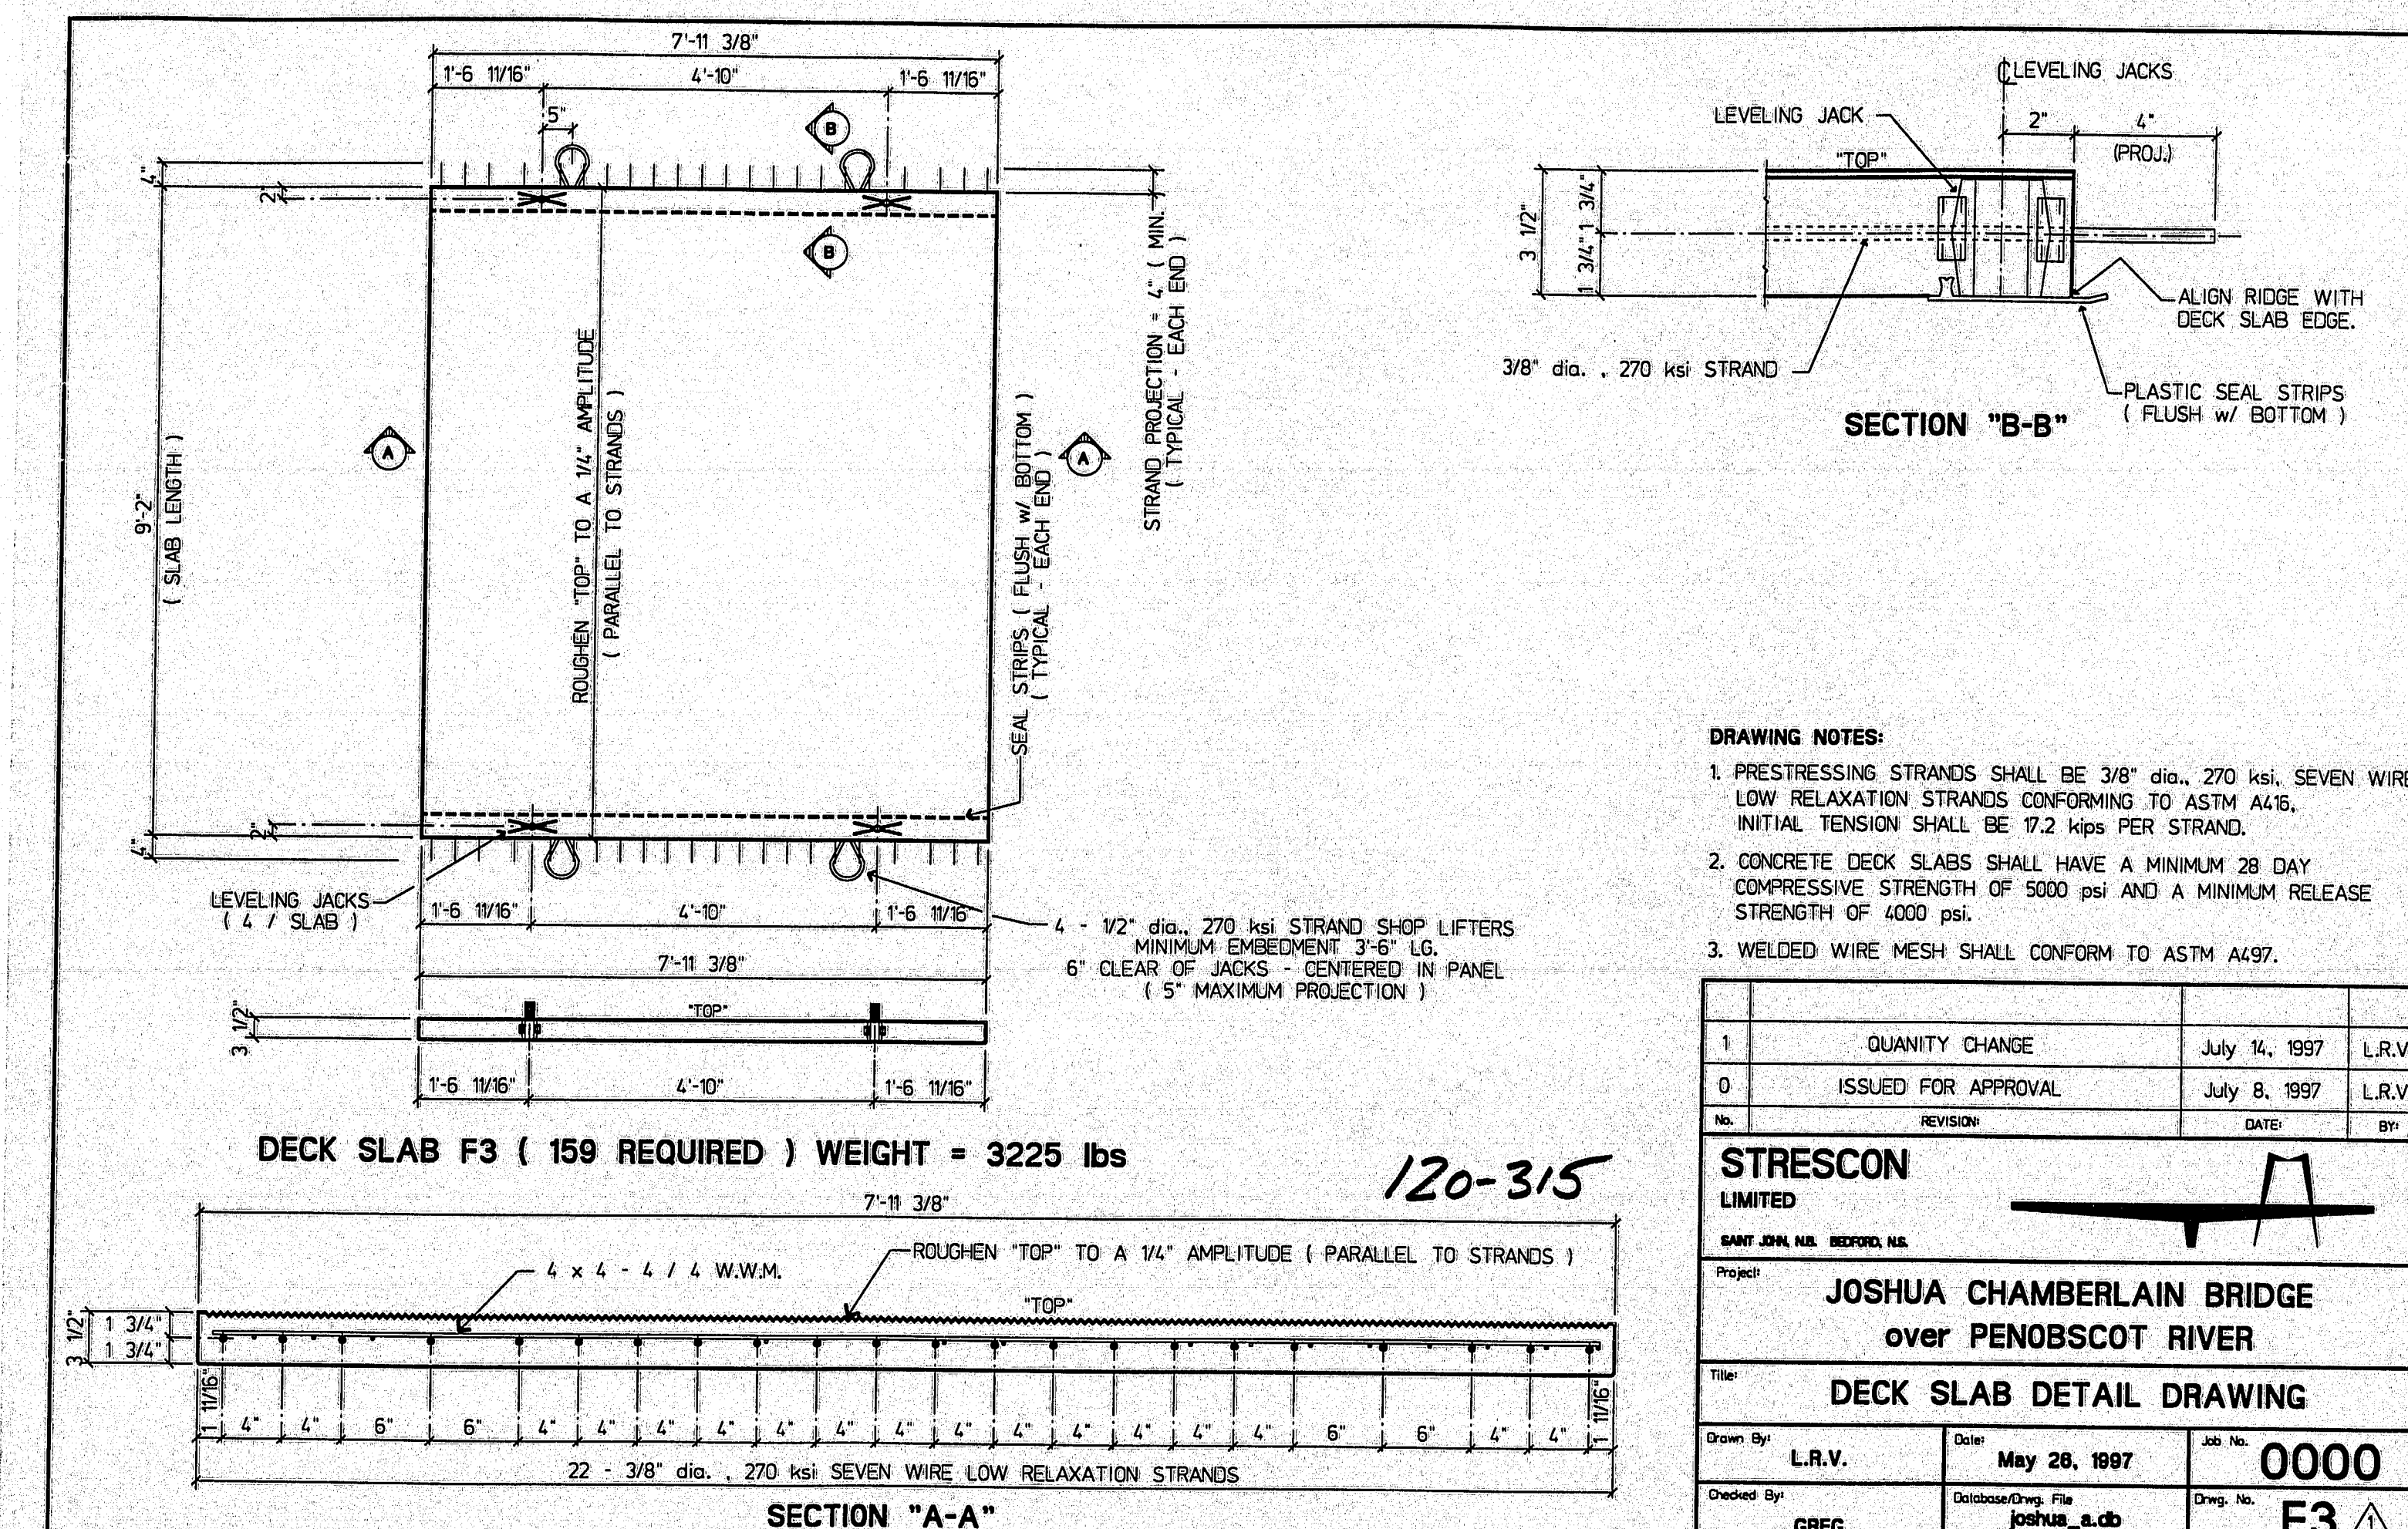 7'-11 3/8"
1'-6 11/16" 4'-10" 1'-6 11/16"
5"
B
4"
2"
B
9'-2"
( SLAB LENGTH )
A
ROUGHEN "TOP" TO A 1/4" AMPLITUDE
( PARALLEL TO STRANDS )
SEAL STRIPS ( FLUSH w/ BOTTOM )
( TYPICAL - EACH END )
A
STRAND PROJECTION = 4" ( MIN. )
( TYPICAL - EACH END )
2"
4"
LEVELING JACKS
( 4 / SLAB )
1'-6 11/16" 4'-10" 1'-6 11/16"
7'-11 3/8"
4 - 1/2" dia., 270 ksi STRAND SHOP LIFTERS
MINIMUM EMBEDMENT 3'-6" LG.
6" CLEAR OF JACKS - CENTERED IN PANEL
( 5" MAXIMUM PROJECTION )
"TOP"
3 1/2"
1'-6 11/16" 4'-10" 1'-6 11/16"
DECK SLAB F3 ( 159 REQUIRED ) WEIGHT = 3225 lbs
120-315
7'-11 3/8"
ROUGHEN "TOP" TO A 1/4" AMPLITUDE ( PARALLEL TO STRANDS )
4 x 4 - 4 / 4 W.W.M.
"TOP"
3 1/2"
1 3/4"
1 3/4"
1 11/16" 4" 4" 6" 6" 4" 4" 4" 4" 4" 4" 4" 4" 4" 4" 4" 4" 4" 6" 6" 4" 4" 1 11/16"
22 - 3/8" dia. , 270 ksi SEVEN WIRE LOW RELAXATION STRANDS
SECTION "A-A"
℄ LEVELING JACKS
LEVELING JACK
2" 4"
(PROJ.)
"TOP"
3 1/2"
1 3/4" 1 3/4"
ALIGN RIDGE WITH
DECK SLAB EDGE.
3/8" dia. , 270 ksi STRAND
PLASTIC SEAL STRIPS
( FLUSH w/ BOTTOM )
SECTION "B-B"
DRAWING NOTES:
1. PRESTRESSING STRANDS SHALL BE 3/8" dia., 270 ksi, SEVEN WIRE
LOW RELAXATION STRANDS CONFORMING TO ASTM A416,
INITIAL TENSION SHALL BE 17.2 kips PER STRAND.
2. CONCRETE DECK SLABS SHALL HAVE A MINIMUM 28 DAY
COMPRESSIVE STRENGTH OF 5000 psi AND A MINIMUM RELEASE
STRENGTH OF 4000 psi.
3. WELDED WIRE MESH SHALL CONFORM TO ASTM A497.
1 QUANITY CHANGE July 14, 1997 L.R.V
0 ISSUED FOR APPROVAL July 8, 1997 L.R.V
No. REVISION: DATE: BY:
STRESCON
LIMITED
SAINT JOHN, N.B. BEDFORD, N.S.
Project:
JOSHUA CHAMBERLAIN BRIDGE
over PENOBSCOT RIVER
Title:
DECK SLAB DETAIL DRAWING
Drawn By: Date: Job No.
L.R.V. May 26, 1997 0000
Checked By: Database/Drwg. File Drwg. No.
GREG joshua_a.db F3 1